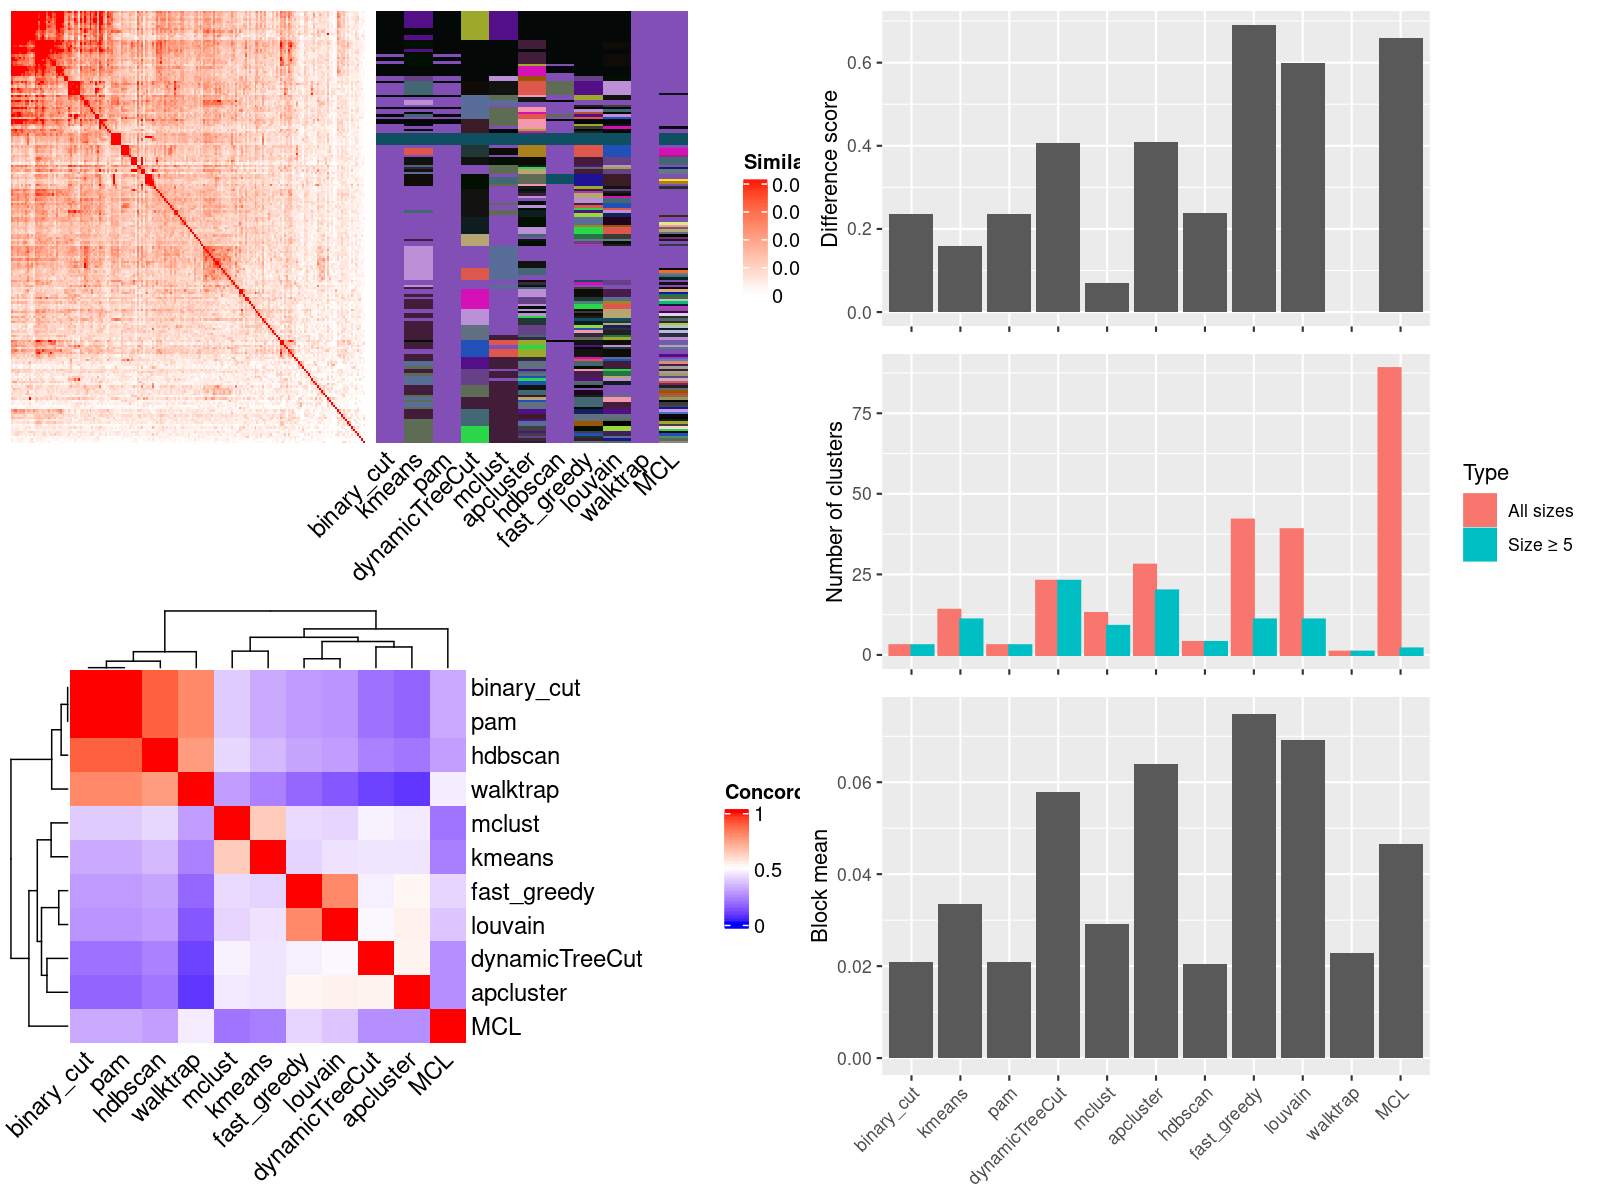 Simila
0.0
0.0
0.0
0.0
0
binary_cut
kmeans
pam
dynamicTreeCut
mclust
apcluster
hdbscan
fast_greedy
louvain
walktrap
MCL
binary_cut
pam
hdbscan
walktrap
mclust
kmeans
fast_greedy
louvain
dynamicTreeCut
apcluster
MCL
binary_cut
pam
hdbscan
walktrap
mclust
kmeans
fast_greedy
louvain
dynamicTreeCut
apcluster
MCL
Concord
1
0.5
0
Difference score
0.6
0.4
0.2
0.0
Number of clusters
75
50
25
0
Type
All sizes
Size ≥ 5
Block mean
0.06
0.04
0.02
0.00
binary_cut
kmeans
pam
dynamicTreeCut
mclust
apcluster
hdbscan
fast_greedy
louvain
walktrap
MCL